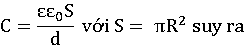 C = εε₀S/d với S = πR² suy ra